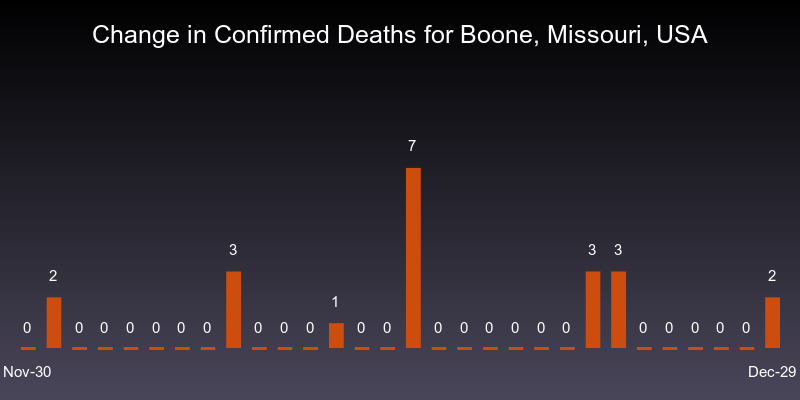 Change in Confirmed Deaths for Boone, Missouri, USA
0 2 0 0 0 0 0 0 3 0 0 0 1 0 0 7 0 0 0 0 0 0 3 3 0 0 0 0 0 2
Nov-30 Dec-29